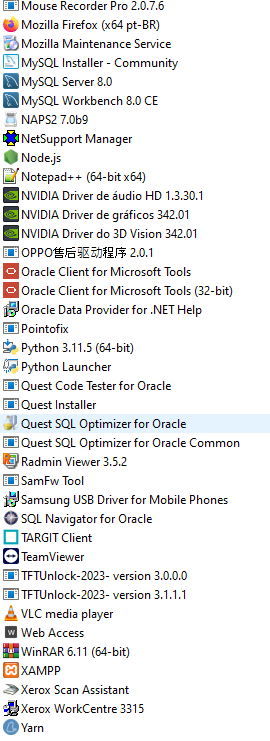 Mouse Recorder Pro 2.0.7.6
Mozilla Firefox (x64 pt-BR)
Mozilla Maintenance Service
MySQL Installer - Community
MySQL Server 8.0
MySQL Workbench 8.0 CE
NAPS2 7.0b9
NetSupport Manager
Node.js
Notepad++ (64-bit x64)
NVIDIA Driver de áudio HD 1.3.30.1
NVIDIA Driver de gráficos 342.01
NVIDIA Driver do 3D Vision 342.01
OPPO售后驱动程序 2.0.1
Oracle Client for Microsoft Tools
Oracle Client for Microsoft Tools (32-bit)
Oracle Data Provider for .NET Help
Pointofix
Python 3.11.5 (64-bit)
Python Launcher
Quest Code Tester for Oracle
Quest Installer
Quest SQL Optimizer for Oracle
Quest SQL Optimizer for Oracle Common
Radmin Viewer 3.5.2
SamFw Tool
Samsung USB Driver for Mobile Phones
SQL Navigator for Oracle
TARGIT Client
TeamViewer
TFTUnlock-2023- version 3.0.0.0
TFTUnlock-2023- version 3.1.1.1
VLC media player
Web Access
WinRAR 6.11 (64-bit)
XAMPP
Xerox Scan Assistant
Xerox WorkCentre 3315
Yarn